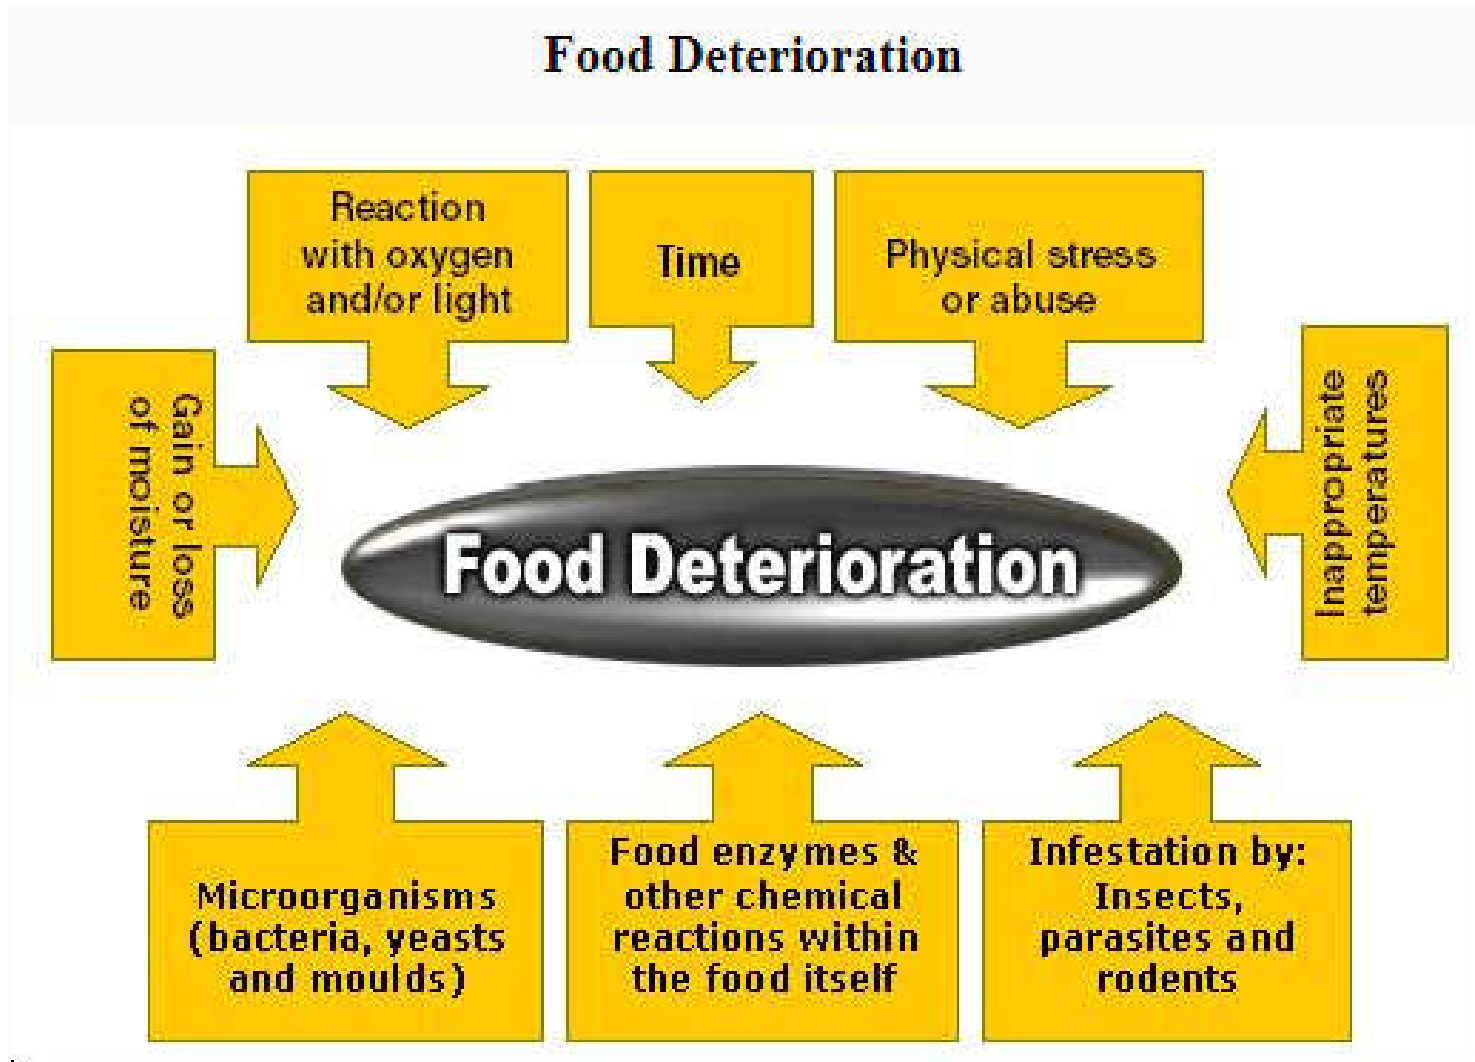 Food Deterioration
Reaction
with oxygen
and/or light
Time
Physical stress
or abuse
Gain or loss
of moisture
Inappropriate
temperatures
Food Deterioration
Microorganisms
(bacteria, yeasts
and moulds)
Food enzymes &
other chemical
reactions within
the food itself
Infestation by:
Insects,
parasites and
rodents